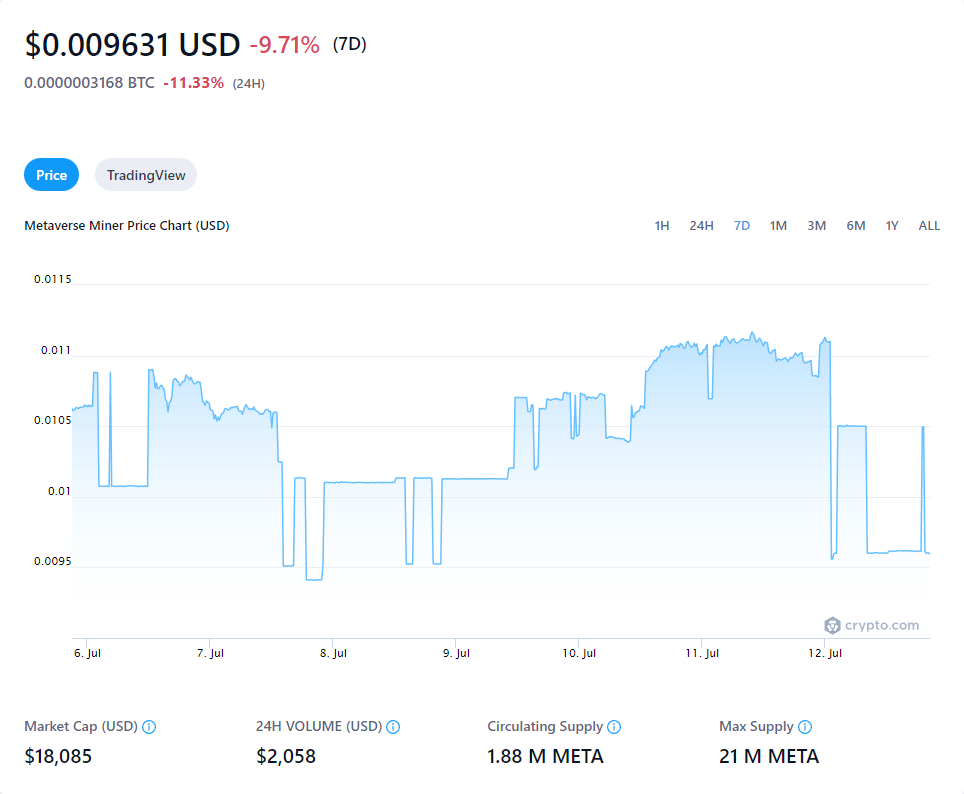 $0.009631 USD -9.71% (7D)
0.0000003168 BTC -11.33% (24H)
Price TradingView
Metaverse Miner Price Chart (USD) 1H 24H 7D 1M 3M 6M 1Y ALL
0.0115
0.011
0.0105
0.01
0.0095
crypto.com
6. Jul 7. Jul 8. Jul 9. Jul 10. Jul 11. Jul 12. Jul
Market Cap (USD) 24H VOLUME (USD) Circulating Supply Max Supply
$18,085 $2,058 1.88 M META 21 M META